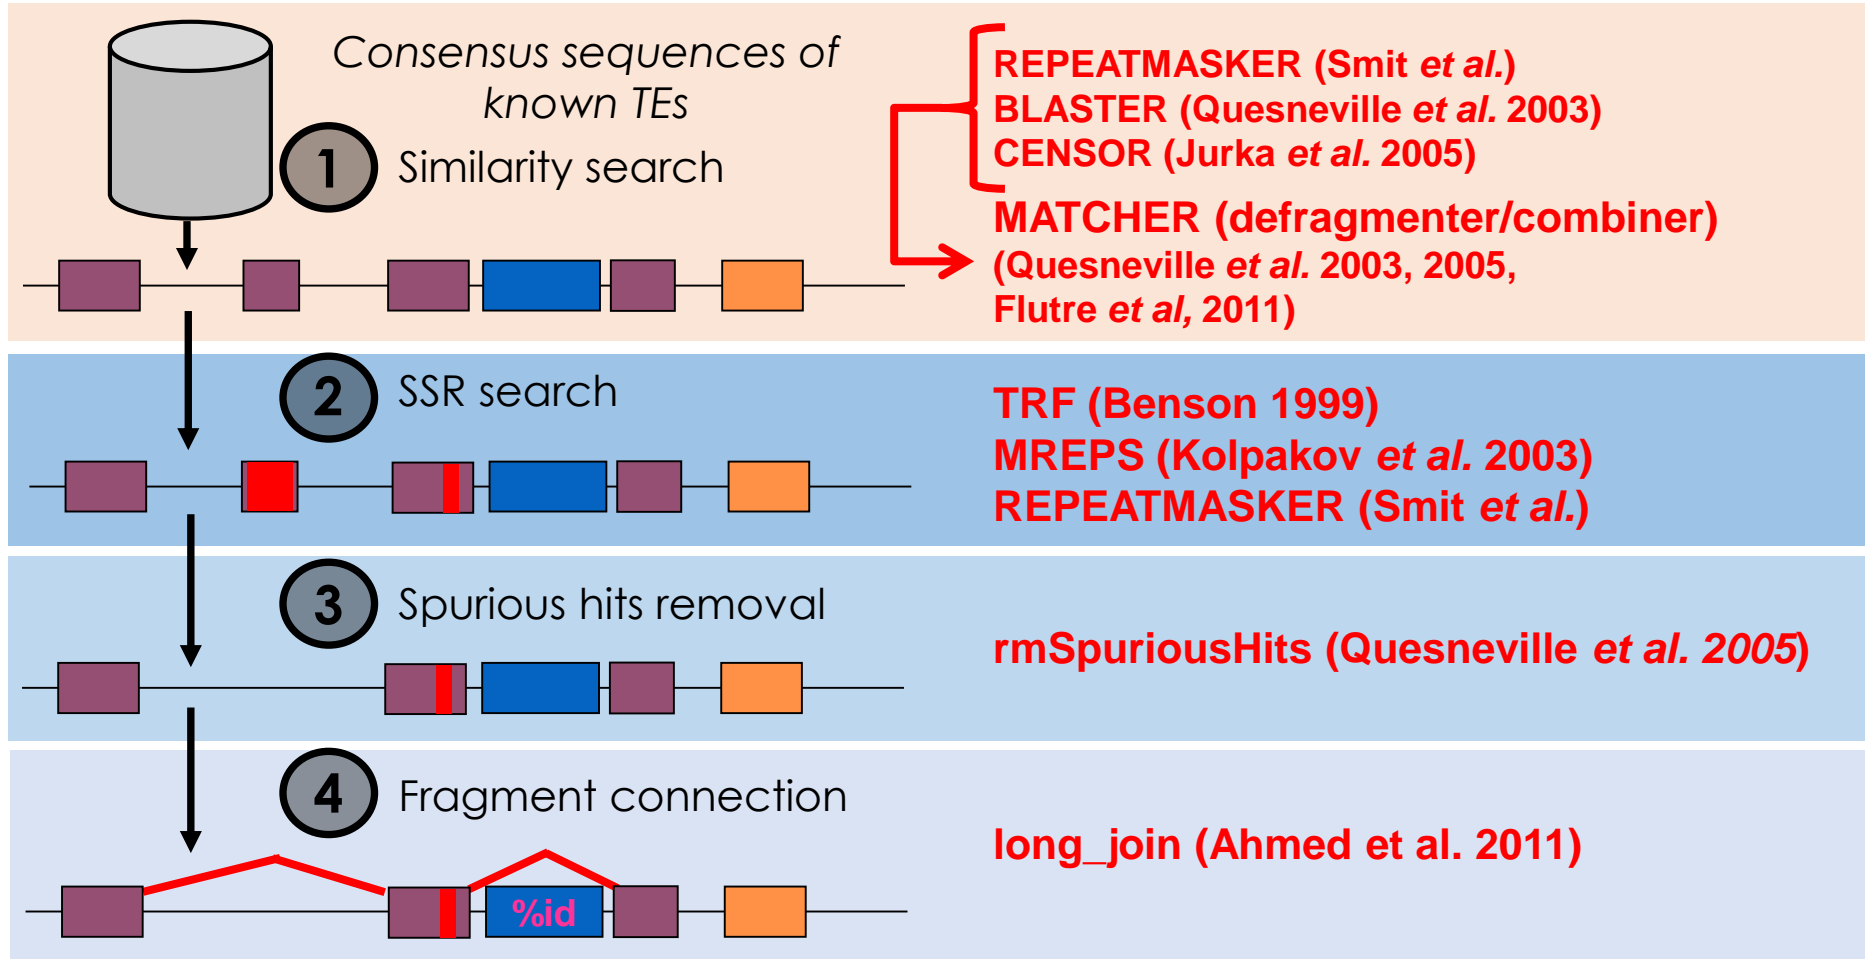 Consensus sequences of
known TEs
1 Similarity search
REPEATMASKER (Smit et al.)
BLASTER (Quesneville et al. 2003)
CENSOR (Jurka et al. 2005)
MATCHER (defragmenter/combiner)
(Quesneville et al. 2003, 2005,
Flutre et al, 2011)
2 SSR search
TRF (Benson 1999)
MREPS (Kolpakov et al. 2003)
REPEATMASKER (Smit et al.)
3 Spurious hits removal
rmSpuriousHits (Quesneville et al. 2005)
4 Fragment connection
long_join (Ahmed et al. 2011)
%id